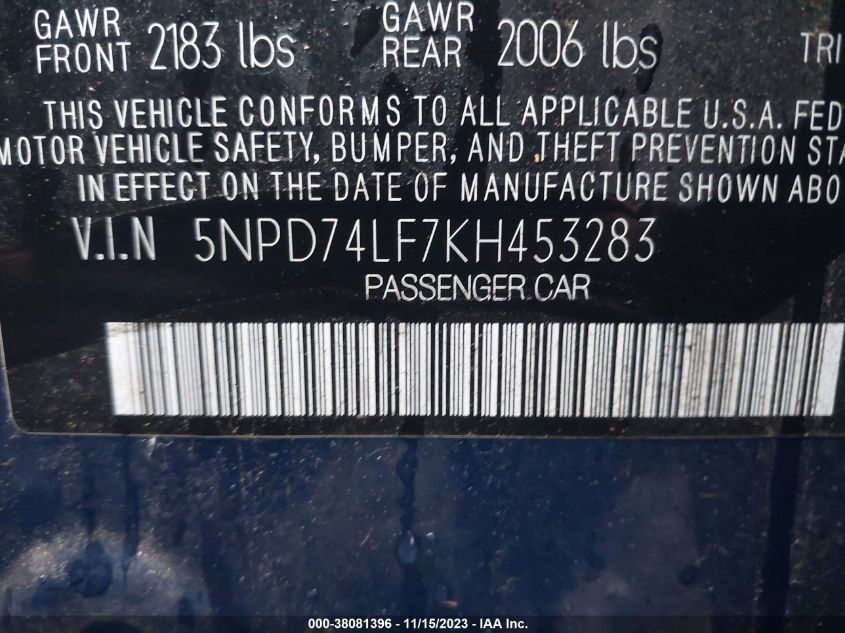 GAWR FRONT 2183 lbs GAWR REAR 2006 lbs TRI
THIS VEHICLE CONFORMS TO ALL APPLICABLE U.S.A. FED
MOTOR VEHICLE SAFETY, BUMPER, AND THEFT PREVENTION STA
IN EFFECT ON THE DATE OF MANUFACTURE SHOWN ABO
V.I.N 5NPD74LF7KH453283
PASSENGER CAR
000-38081396 - 11/15/2023 - IAA Inc.